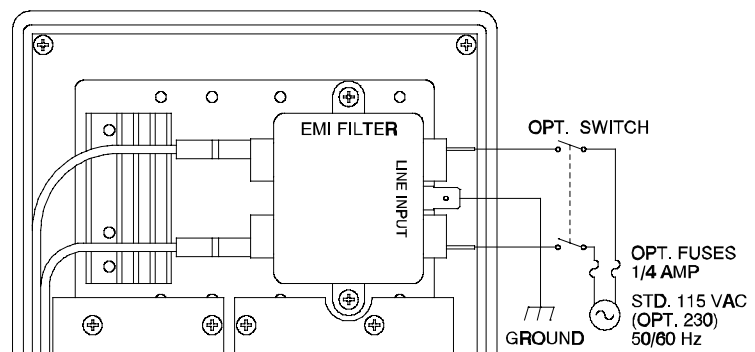 EMI FILTER
LINE INPUT
OPT. SWITCH
OPT. FUSES
1/4 AMP
STD. 115 VAC
(OPT. 230)
50/60 Hz
GROUND